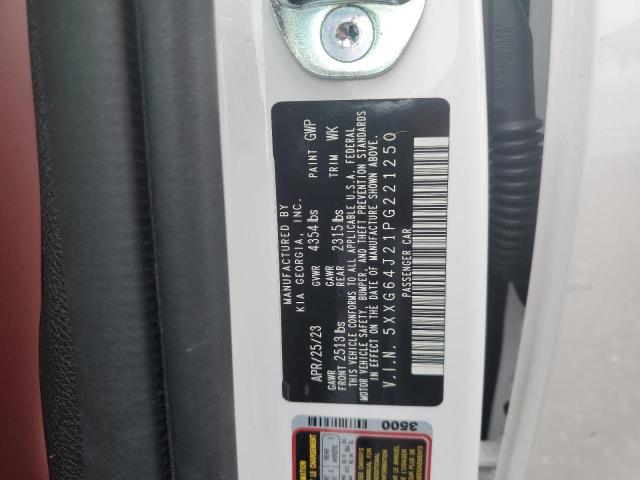 MANUFACTURED BY
KIA GEORGIA, INC.
APR/25/23 GVWR 4354 lbs PAINT GWP
GAWR GAWR
FRONT 2513 lbs REAR 2315 lbs TRIM WK
THIS VEHICLE CONFORMS TO ALL APPLICABLE U.S.A. FEDERAL
MOTOR VEHICLE SAFETY, BUMPER, AND THEFT PREVENTION STANDARDS
IN EFFECT ON THE DATE OF MANUFACTURE SHOWN ABOVE.
V.I.N. 5XXG64J21PG221250
PASSENGER CAR
3500